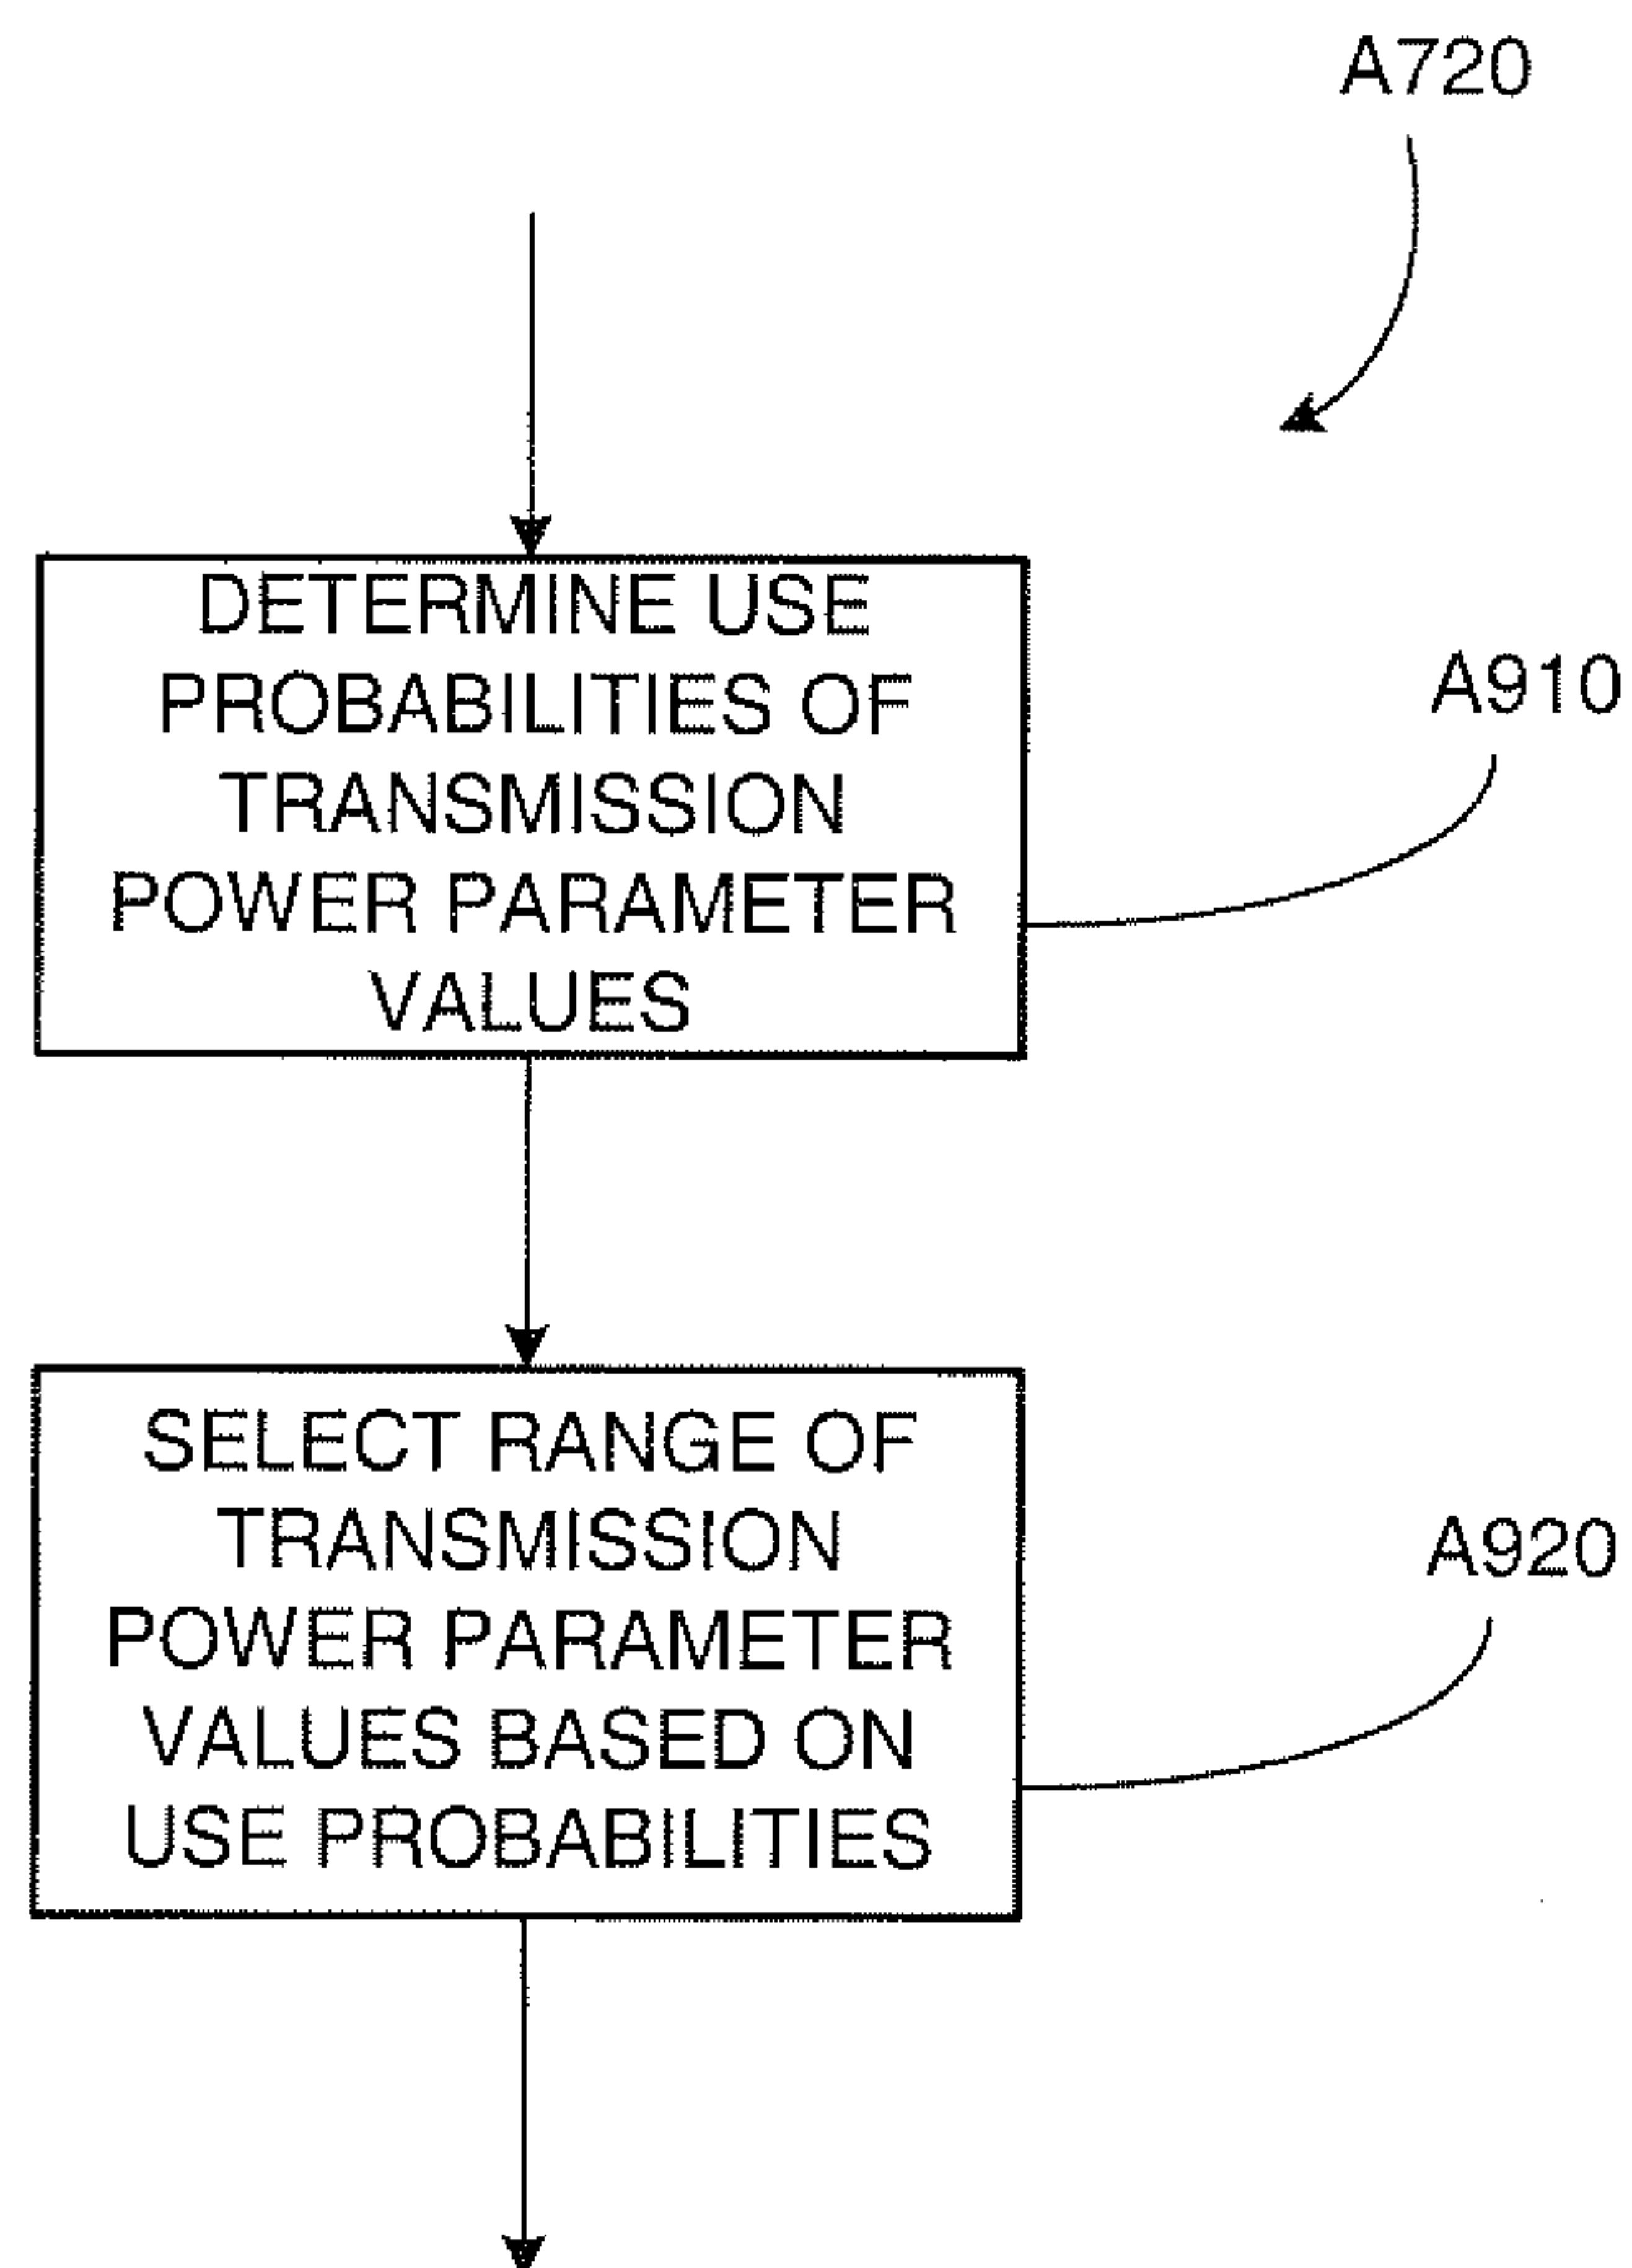 A720
DETERMINE USE
PROBABILITIES OF
TRANSMISSION
POWER PARAMETER
VALUES
A910
SELECT RANGE OF
TRANSMISSION
POWER PARAMETER
VALUES BASED ON
USE PROBABILITIES
A920